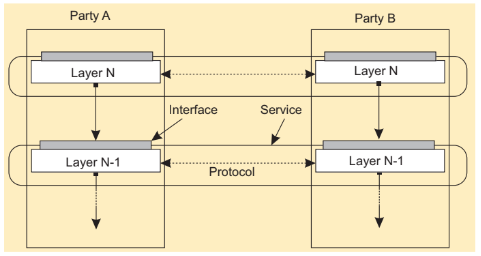 Party A
Party B
Layer N
Layer N
Interface
Service
Layer N-1
Layer N-1
Protocol